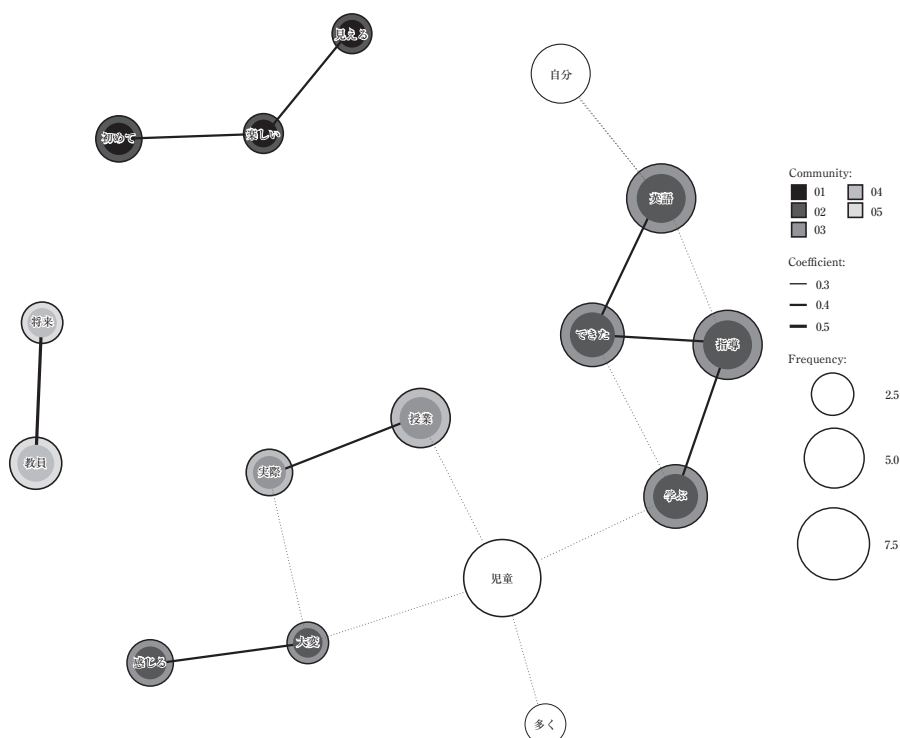 見える
自分
初めて
楽しい
英語
将来
できた
指導
授業
教員
実際
学ぶ
児童
大変
感じる
多く
Community:
01 04
02 05
03
Coefficient:
0.3
0.4
0.5
Frequency:
2.5
5.0
7.5